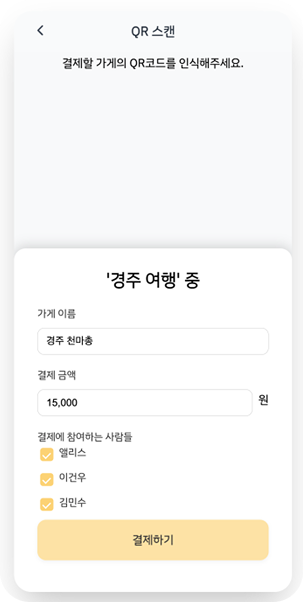 QR 스캔
결제할 가게의 QR코드를 인식해주세요.
'경주 여행' 중
가게 이름
경주 천마총
결제 금액
15,000 원
결제에 참여하는 사람들
앨리스
이건우
김민수
결제하기